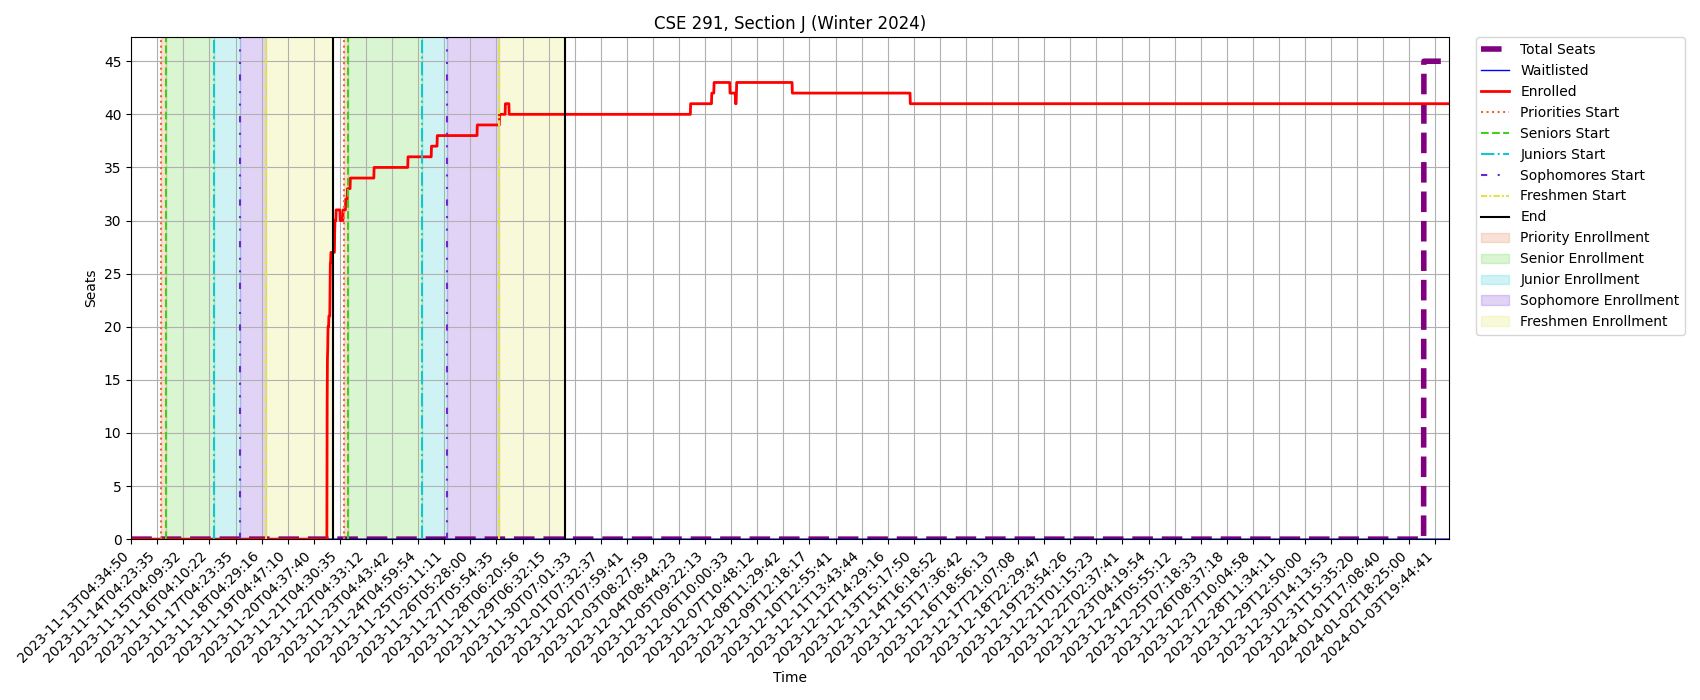 CSE 291, Section J (Winter 2024)
Seats
45
40
35
30
25
20
15
10
5
0
2023-11-13T04:34:50
2023-11-14T04:23:35
2023-11-15T04:09:32
2023-11-16T04:10:22
2023-11-17T04:23:35
2023-11-18T04:29:16
2023-11-19T04:47:10
2023-11-20T04:37:40
2023-11-21T04:30:35
2023-11-22T04:33:12
2023-11-23T04:43:42
2023-11-24T04:59:54
2023-11-25T05:11:11
2023-11-26T05:28:00
2023-11-27T05:54:35
2023-11-28T06:20:56
2023-11-29T06:32:15
2023-11-30T07:01:33
2023-12-01T07:32:37
2023-12-02T07:59:41
2023-12-03T08:27:59
2023-12-04T08:44:23
2023-12-05T09:22:13
2023-12-06T10:00:33
2023-12-07T10:48:12
2023-12-08T11:29:42
2023-12-09T12:18:17
2023-12-10T12:55:41
2023-12-11T13:43:44
2023-12-12T14:29:16
2023-12-13T15:17:50
2023-12-14T16:18:52
2023-12-15T17:36:42
2023-12-16T18:56:13
2023-12-17T21:07:08
2023-12-18T22:29:47
2023-12-19T23:54:26
2023-12-21T01:15:23
2023-12-22T02:37:41
2023-12-23T04:19:54
2023-12-24T05:55:12
2023-12-25T07:18:33
2023-12-26T08:37:18
2023-12-27T10:04:58
2023-12-28T11:34:11
2023-12-29T12:50:00
2023-12-30T14:13:53
2023-12-31T15:35:20
2024-01-01T17:08:40
2024-01-02T18:25:00
2024-01-03T19:44:41
Time
Total Seats
Waitlisted
Enrolled
Priorities Start
Seniors Start
Juniors Start
Sophomores Start
Freshmen Start
End
Priority Enrollment
Senior Enrollment
Junior Enrollment
Sophomore Enrollment
Freshmen Enrollment